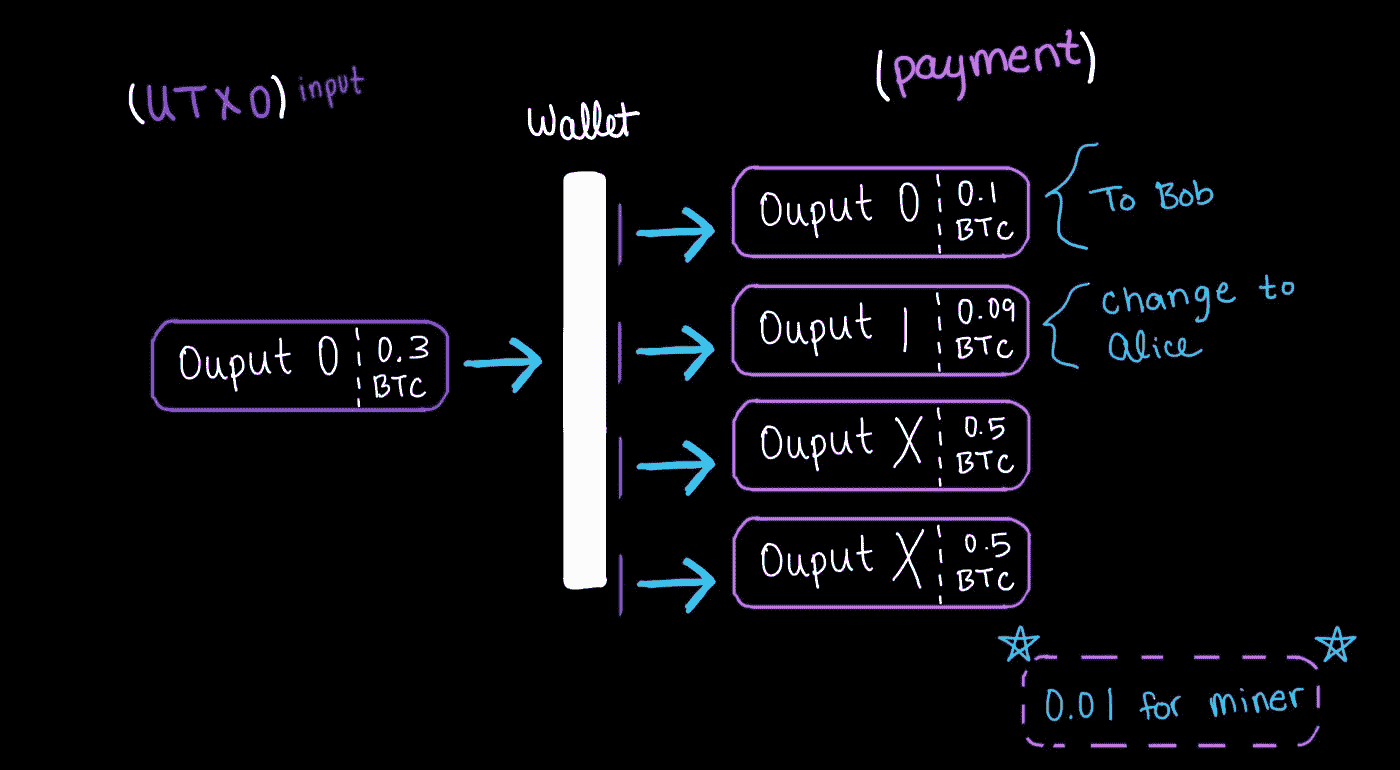 (UTXO) input
Wallet
(payment)
Ouput 0 0.3
BTC
Ouput 0 0.1
BTC
To Bob
Ouput 1 0.09
BTC
change to
alice
Ouput X 0.5
BTC
Ouput X 0.5
BTC
0.01 for miner